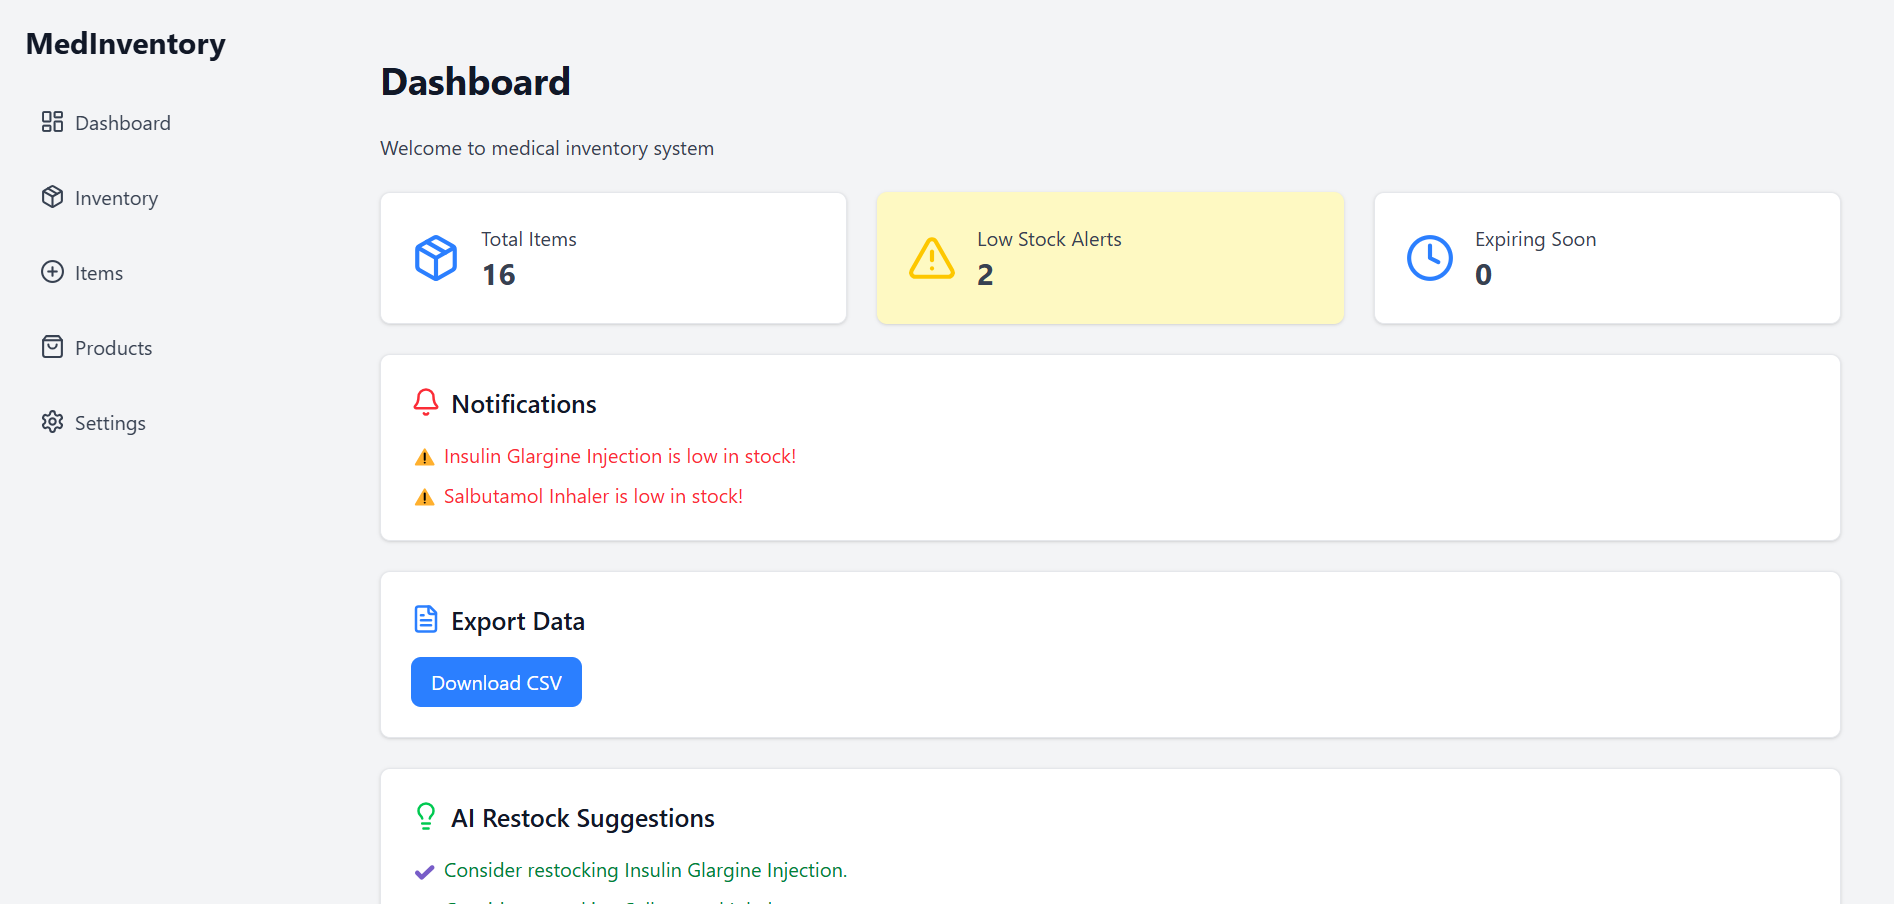 MedInventory
Dashboard
Inventory
Items
Products
Settings
Dashboard
Welcome to medical inventory system
Total Items
16
Low Stock Alerts
2
Expiring Soon
0
Notifications
Insulin Glargine Injection is low in stock!
Salbutamol Inhaler is low in stock!
Export Data
Download CSV
AI Restock Suggestions
Consider restocking Insulin Glargine Injection.